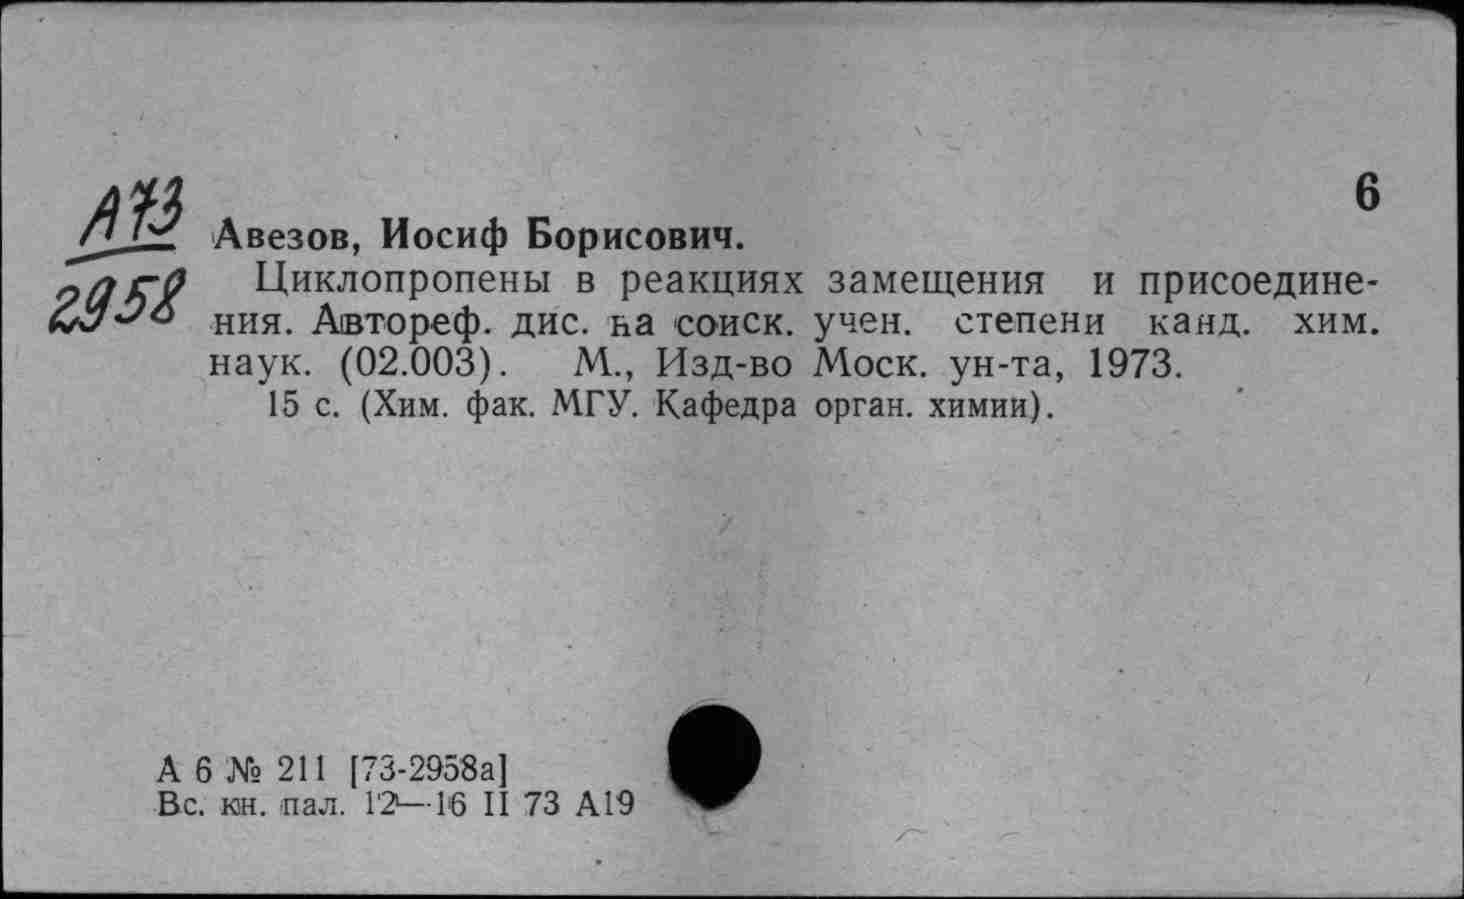 6
А73
2958
Авезов, Иосиф Борисович.
Циклопропены в реакциях замещения и присоедине-
ния. Автореф. дис. на соиск. учен. степени канд. хим.
наук. (02.003). М., Изд-во Моск. ун-та, 1973.
15 с. (Хим. фак. МГУ. Кафедра орган. химии).
А 6 № 211 [73-2958а]
Вс. кн. пал. 12—16 II 73 А19